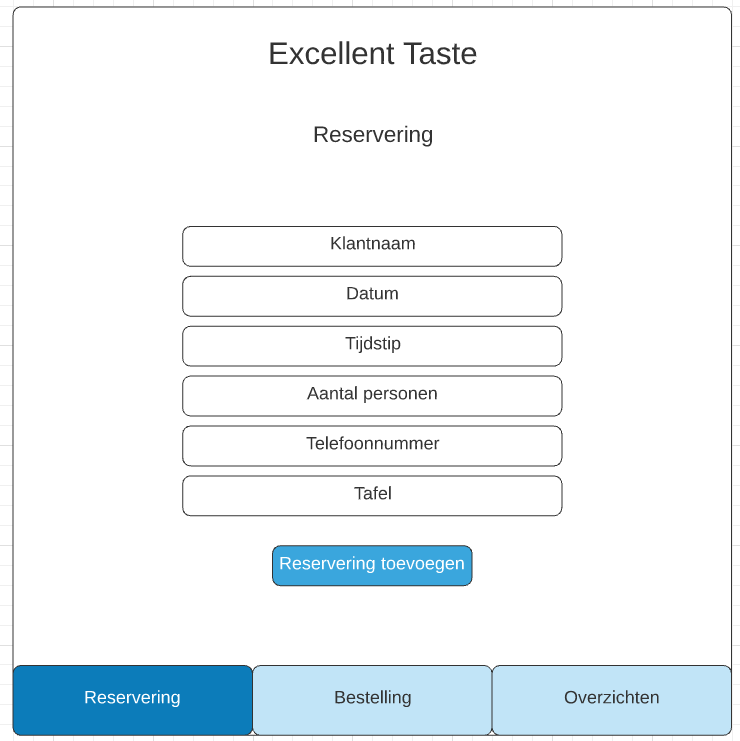 Excellent Taste
Reservering
Klantnaam
Datum
Tijdstip
Aantal personen
Telefoonnummer
Tafel
Reservering toevoegen
Reservering
Bestelling
Overzichten